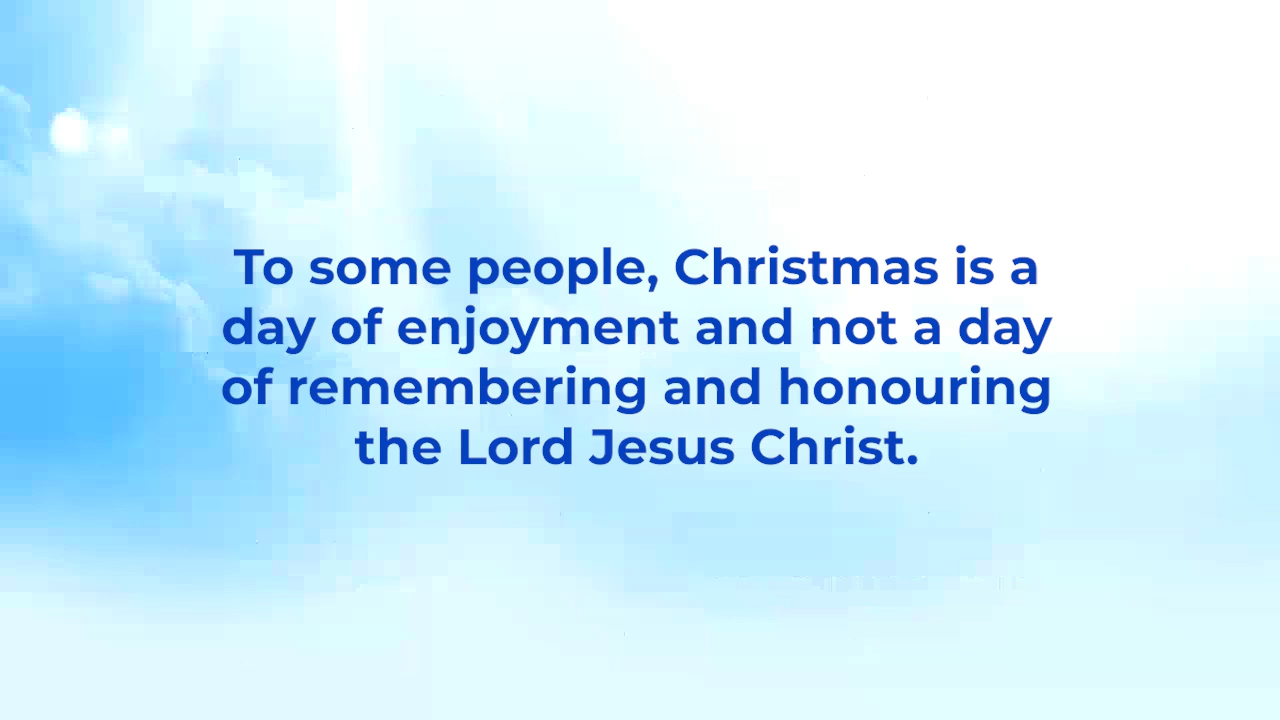 To some people, Christmas is a
day of enjoyment and not a day
of remembering and honouring
the Lord Jesus Christ.